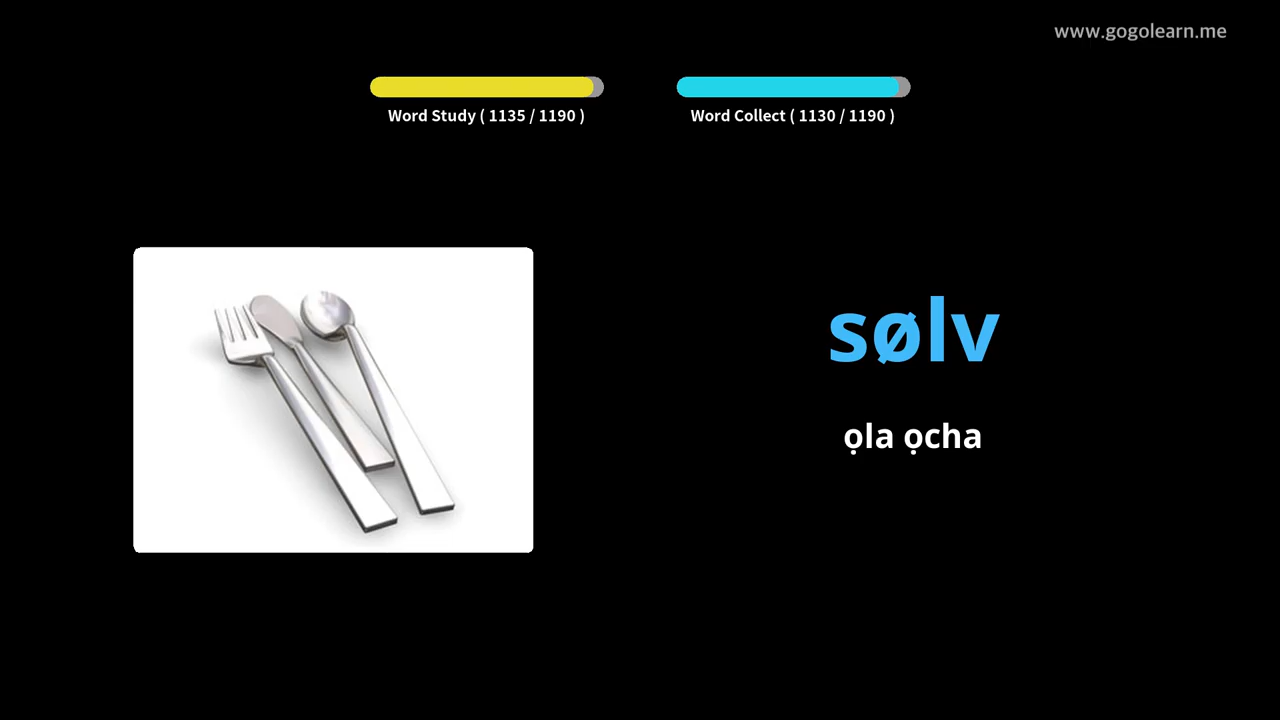 www.gogolearn.me
Word Study ( 1135 / 1190 )
Word Collect ( 1130 / 1190 )
sølv
ọla ọcha